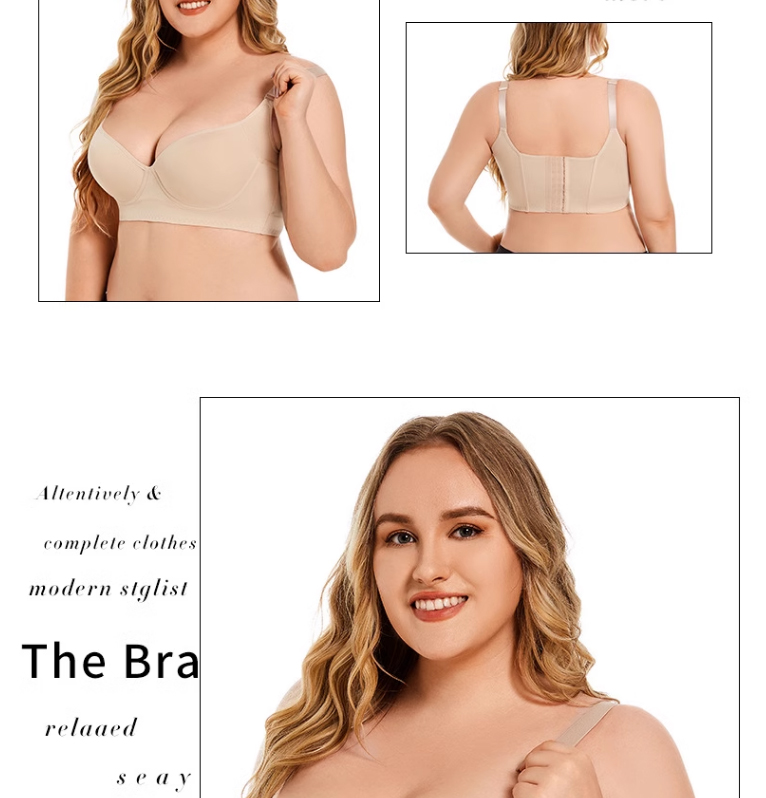 Altentively &
complete clothes
modern stglist
The Bra
relaaed
s e a y